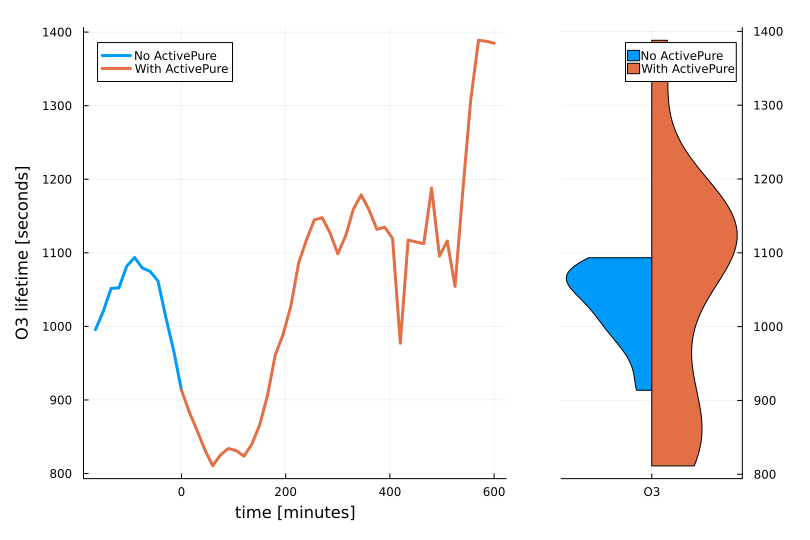 1400
1300
1200
1100
1000
900
800
O3 lifetime [seconds]
No ActivePure
With ActivePure
0
200
400
600
time [minutes]
No ActivePure
With ActivePure
1400
1300
1200
1100
1000
900
800
O3